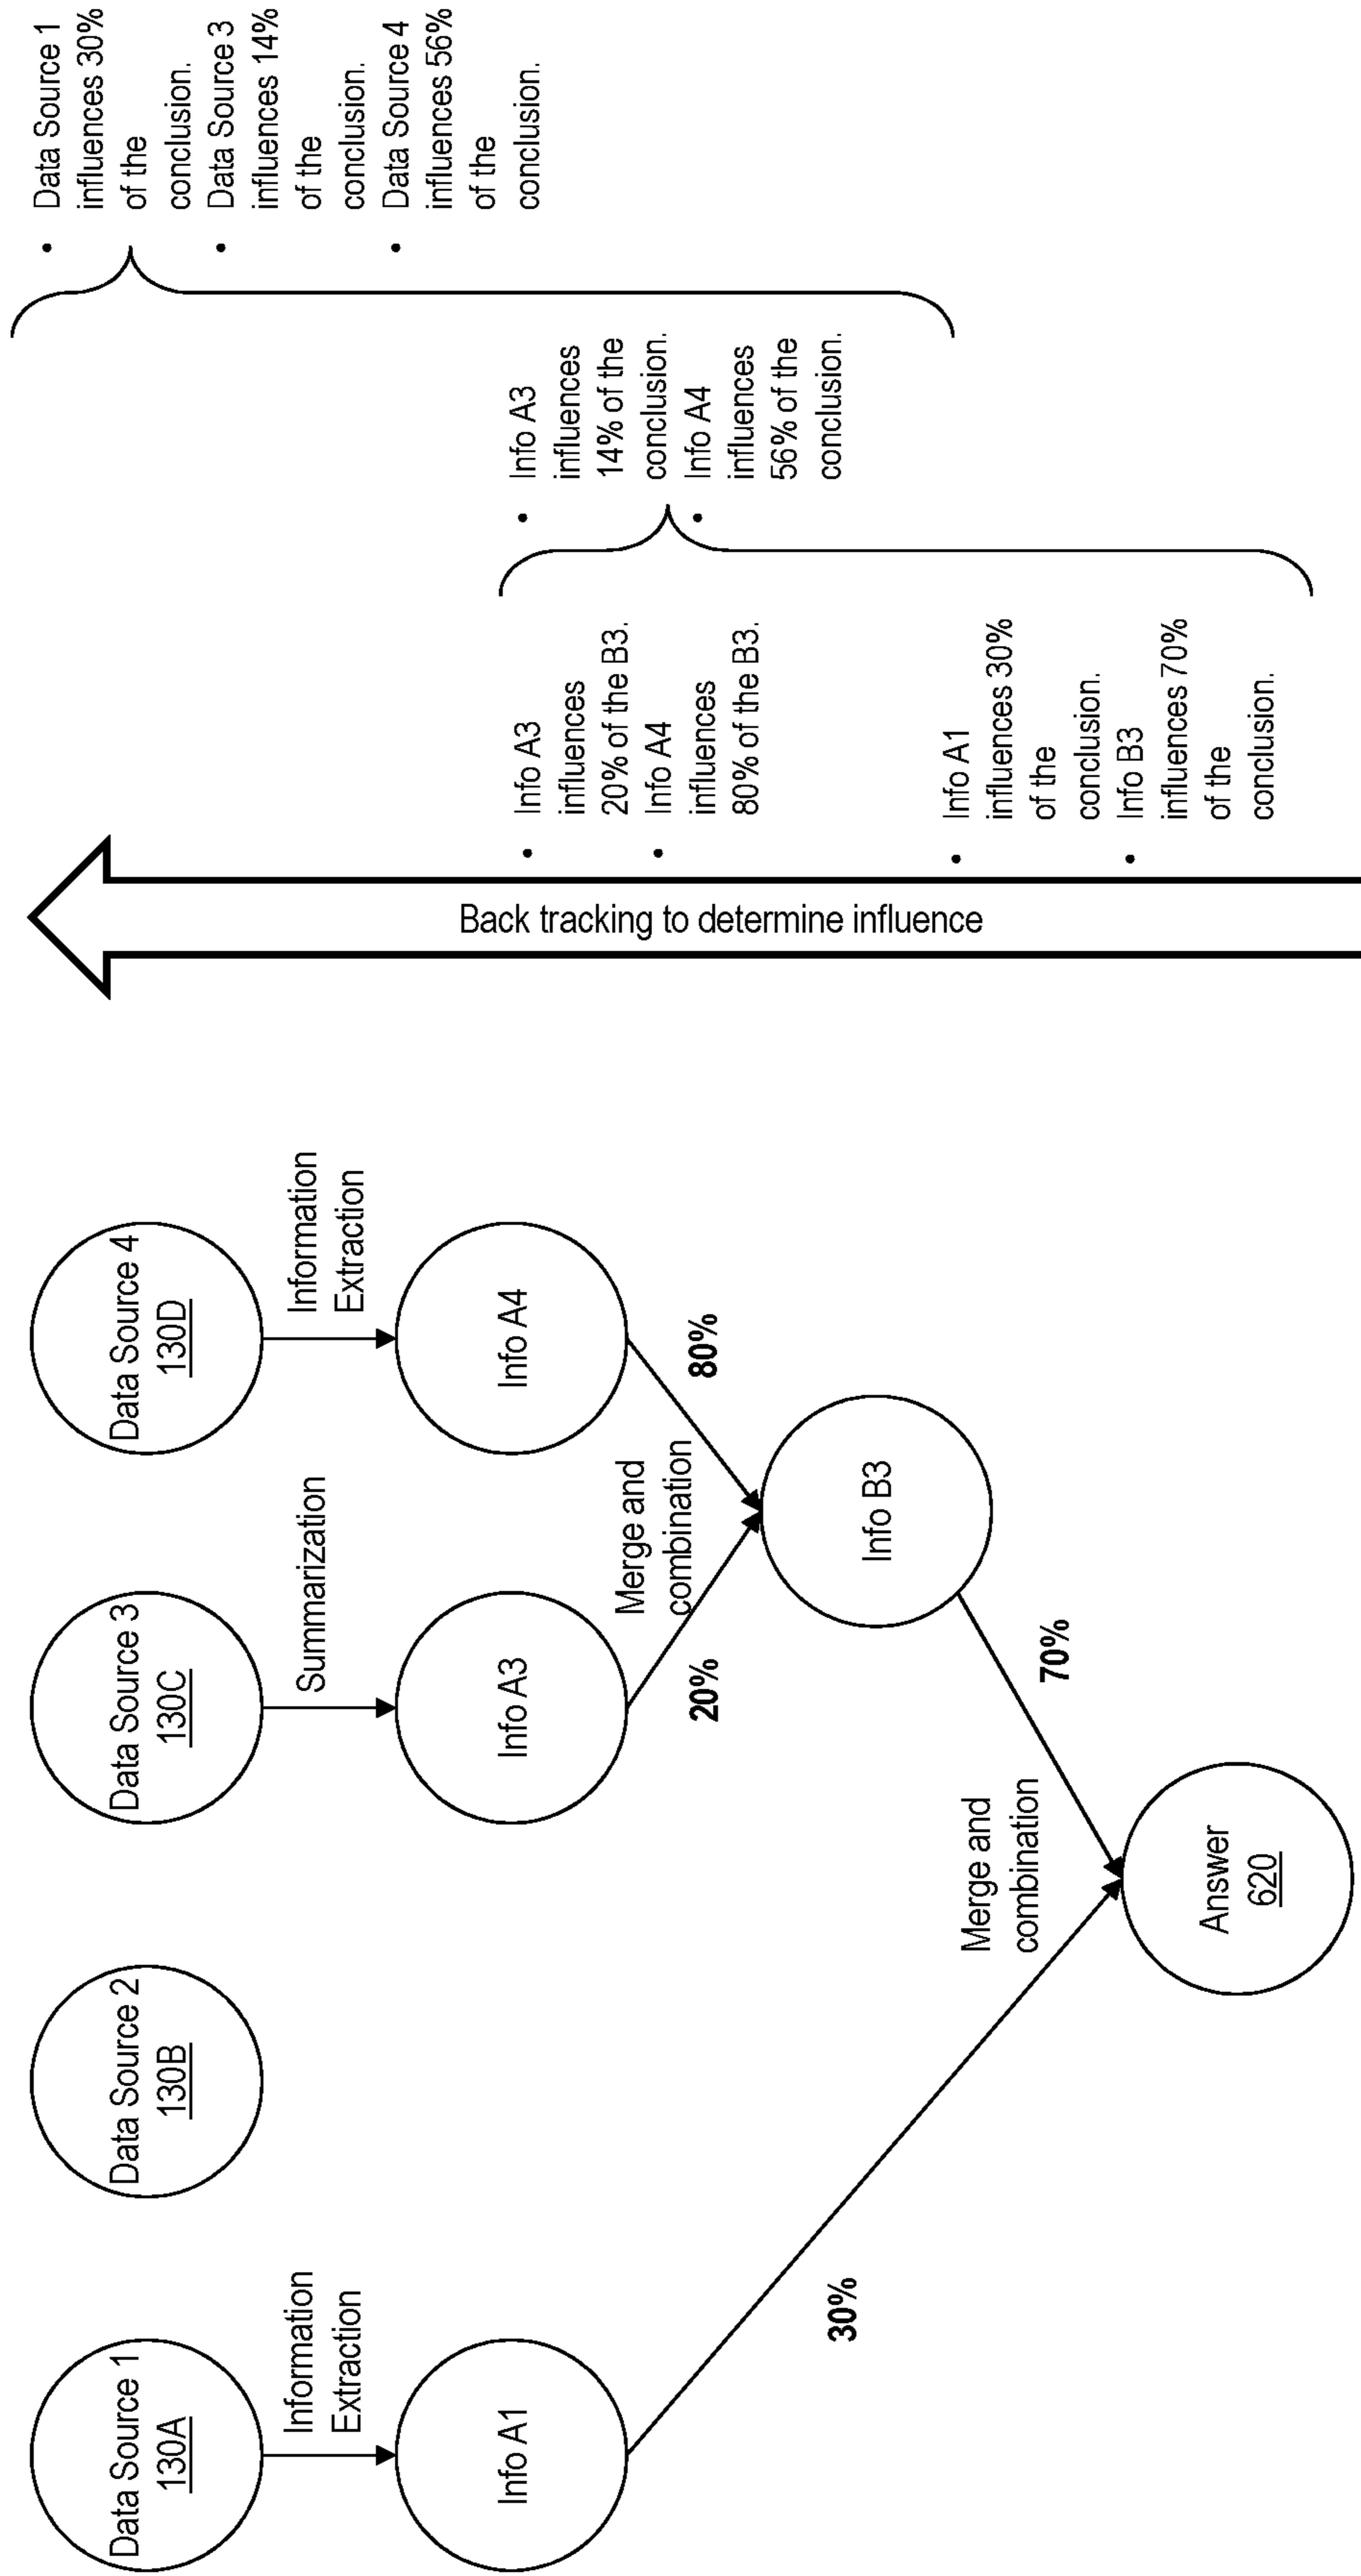 Data Source 1
130A
Data Source 2
130B
Data Source 3
130C
Data Source 4
130D
Information
Extraction
Summarization
Information
Extraction
Info A1
Info A3
Info A4
20%
Merge and
combination
80%
Info B3
30%
Merge and
combination
70%
Answer
620
Back tracking to determine influence
• Info A3
influences
20% of the B3.
• Info A4
influences
80% of the B3.
• Info A1
influences 30%
of the
conclusion.
• Info B3
influences 70%
of the
conclusion.
• Info A3
influences
14% of the
conclusion.
• Info A4
influences
56% of the
conclusion.
• Data Source 1
influences 30%
of the
conclusion.
• Data Source 3
influences 14%
of the
conclusion.
• Data Source 4
influences 56%
of the
conclusion.